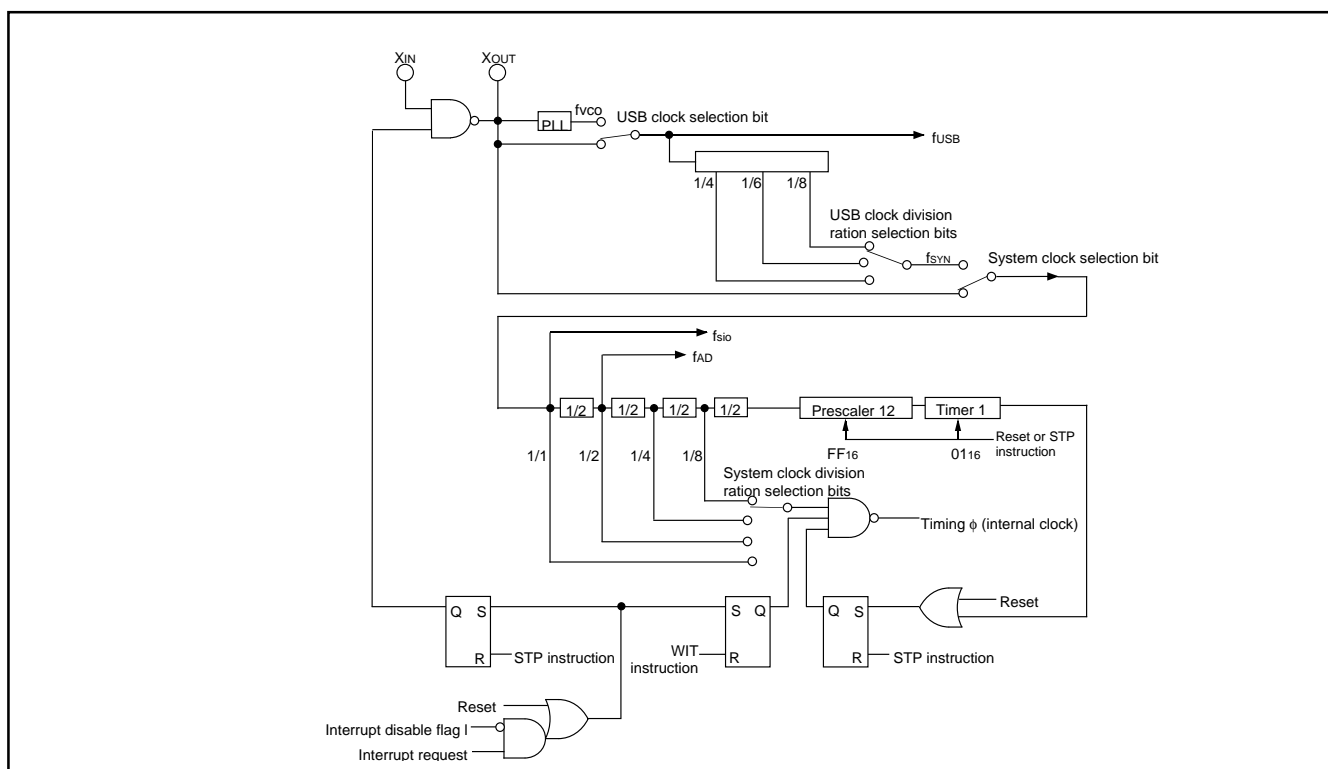 XIN XOUT
PLL
fVCO
USB clock selection bit
fUSB
1/4 1/6 1/8
USB clock division
ration selection bits
fSYN
System clock selection bit
fsio
fAD
1/2 1/2 1/2 1/2
Prescaler 12
Timer 1
Reset or STP
instruction
FF16
0116
1/1 1/2 1/4 1/8
System clock division
ration selection bits
Timing ϕ (internal clock)
Q S
R
STP instruction
S Q
R
WIT
instruction
Q S
R
STP instruction
Reset
Reset
Interrupt disable flag I
Interrupt request